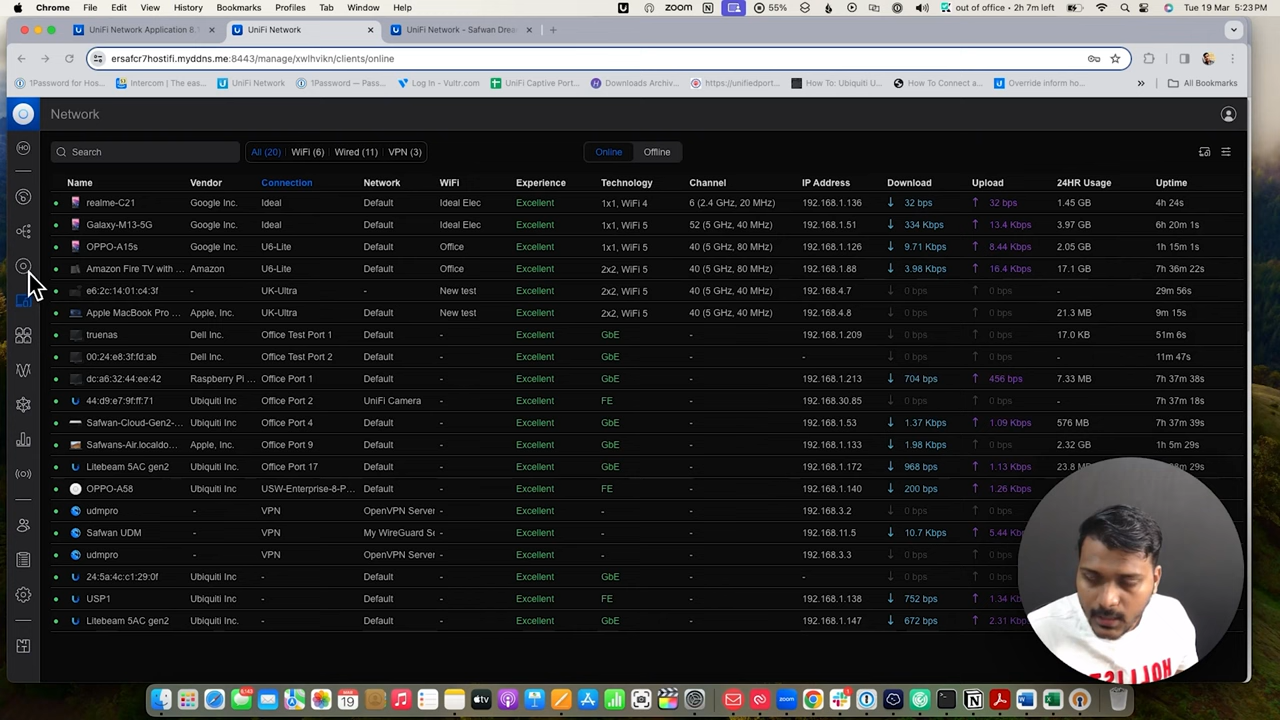 Chrome File Edit View History Bookmarks Profiles Tab Window Help zoom 55% out of office • 2h 7m left Tue 19 Mar 5:23 PM
UniFi Network Application 8.1 UniFi Network UniFi Network - Safwan Drea
ersafcr7hostifi.myddns.me:8443/manage/xwlhvikn/clients/online
1Password for Hos... Intercom | The eas... UniFi Network 1Password — Pass... Log In - Vultr.com UniFi Captive Port... Downloads Archiv... https://unifiedport... How To: Ubiquiti U... How To Connect a... Override inform ho... » All Bookmarks
Network
Search All (20) WiFi (6) Wired (11) VPN (3) Online Offline
Name Vendor Connection Network WiFi Experience Technology Channel IP Address Download Upload 24HR Usage Uptime
realme-C21 Google Inc. Ideal Default Ideal Elec Excellent 1x1, WiFi 4 6 (2.4 GHz, 20 MHz) 192.168.1.136 ↓ 32 bps ↑ 32 bps 1.45 GB 4h 24s
Galaxy-M13-5G Google Inc. Ideal Default Ideal Elec Excellent 1x1, WiFi 5 52 (5 GHz, 40 MHz) 192.168.1.51 ↓ 334 Kbps ↑ 13.4 Kbps 3.97 GB 6h 20m 1s
OPPO-A15s Google Inc. U6-Lite Default Office Excellent 1x1, WiFi 5 40 (5 GHz, 40 MHz) 192.168.1.126 ↓ 9.71 Kbps ↑ 8.44 Kbps 2.05 GB 1h 15m 1s
Amazon Fire TV with ... Amazon U6-Lite Default Office Excellent 2x2, WiFi 5 40 (5 GHz, 40 MHz) 192.168.1.88 ↓ 3.98 Kbps ↑ 16.4 Kbps 17.1 GB 7h 36m 22s
e6:2c:14:01:c4:3f - UK-Ultra - New test Excellent 2x2, WiFi 5 40 (5 GHz, 40 MHz) 192.168.4.7 ↓ 0 bps ↑ 0 bps - 29m 56s
Apple MacBook Pro ... Apple, Inc. UK-Ultra Default New test Excellent 2x2, WiFi 5 40 (5 GHz, 40 MHz) 192.168.4.8 ↓ 0 bps ↑ 0 bps 21.3 MB 9m 15s
truenas Dell Inc. Office Test Port 1 Default - Excellent GbE - 192.168.1.209 ↓ 0 bps ↑ 0 bps 17.0 KB 51m 6s
00:24:e8:3f:fd:ab Dell Inc. Office Test Port 2 Default - Excellent GbE - - ↓ 0 bps ↑ 0 bps - 11m 47s
dc:a6:32:44:ee:42 Raspberry Pi ... Office Port 1 Default - Excellent GbE - 192.168.1.213 ↓ 704 bps ↑ 456 bps 7.33 MB 7h 37m 38s
44:d9:e7:9f:ff:71 Ubiquiti Inc Office Port 2 UniFi Camera - Excellent FE - 192.168.30.85 ↓ 0 bps ↑ 0 bps - 7h 37m 18s
Safwan-Cloud-Gen2-... Ubiquiti Inc Office Port 4 Default - Excellent GbE - 192.168.1.53 ↓ 1.37 Kbps ↑ 1.09 Kbps 576 MB 7h 37m 39s
Safwans-Air.localdo... Apple, Inc. Office Port 9 Default - Excellent GbE - 192.168.1.133 ↓ 1.98 Kbps ↑ 0 bps 2.32 GB 1h 5m 29s
Litebeam 5AC gen2 Ubiquiti Inc Office Port 17 Default - Excellent GbE - 192.168.1.172 ↓ 968 bps ↑ 1.13 Kbps 23.8 M 29s
OPPO-A58 Ubiquiti Inc USW-Enterprise-8-P... Default - Excellent FE - 192.168.1.140 ↓ 200 bps ↑ 1.26 Kbps
udmpro - VPN OpenVPN Server - Excellent - - 192.168.3.2 ↓ 0 bps ↑ 0 bps
Safwan UDM - VPN My WireGuard Se - Excellent - - 192.168.11.5 ↓ 10.7 Kbps ↑ 5.44 K
udmpro - VPN OpenVPN Server - Excellent - - 192.168.3.3 ↓ 0 bps ↑ 0 bps
24:5a:4c:c1:29:0f Ubiquiti Inc - Default - Excellent GbE - - ↓ 0 bps ↑ 0 bps
USP1 Ubiquiti Inc - Default - Excellent FE - 192.168.1.138 ↓ 752 bps ↑ 1.34 K
Litebeam 5AC gen2 Ubiquiti Inc - Default - Excellent GbE - 192.168.1.147 ↓ 672 bps ↑ 2.31 Kbps